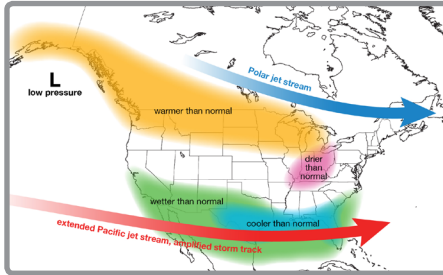 Polar jet stream
L
low pressure
warmer than normal
drier
than
normal
wetter than normal
cooler than normal
extended Pacific jet stream, amplified storm track